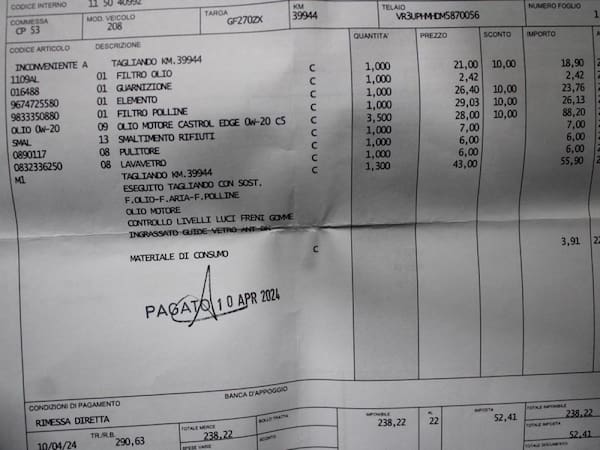 CODICE INTERNO 11 50 40992 TARGA KM TELAIO NUMERO FOGLIO
COMMESSA MOD. VEICOLO GF270ZX 39944 VR3UPHMHDM5870056 1
CP 53 208
CODICE ARTICOLO DESCRIZIONE QUANTITA' PREZZO SCONTO IMPORTO
INCONVENIENTE A TAGLIANDO KM.39944
1109AL 01 FILTRO OLIO C 1,000 21,00 10,00 18,90
016488 01 GUARNIZIONE C 1,000 2,42 2,42
9674725580 01 ELEMENTO C 1,000 26,40 10,00 23,76
9833350880 01 FILTRO POLLINE C 1,000 29,03 10,00 26,13
OLIO 0W-20 09 OLIO MOTORE CASTROL EDGE 0W-20 C5 C 3,500 28,00 10,00 88,20
SMAL 13 SMALTIMENTO RIFIUTI C 1,000 7,00 7,00
0890117 08 PULITORE C 1,000 6,00 6,00
0832336250 08 LAVAVETRO C 1,000 6,00 6,00
M1 TAGLIANDO KM.39944 C 1,300 43,00 55,90
ESEGUITO TAGLIANDO CON SOST.
F.OLIO-F.ARIA-F.POLLINE
OLIO MOTORE
CONTROLLO LIVELLI LUCI FRENI GOMME
INGRASSATO GUIDE VETRO ANT
MATERIALE DI CONSUMO C 3,91 22
PAGATO 10 APR 2024
CONDIZIONI DI PAGAMENTO BANCA D'APPOGGIO
RIMESSA DIRETTA BOLLO TRATTA IMPONIBILE 238,22 AL 22 IMPOSTA 52,41 TOTALE IMPONIBILE 238,22
10/04/24 TR./R.B. 290,63 TOTALE MERCE 238,22 SCONTO TOTALE IMPOSTA 52,41
SPESE VARIE